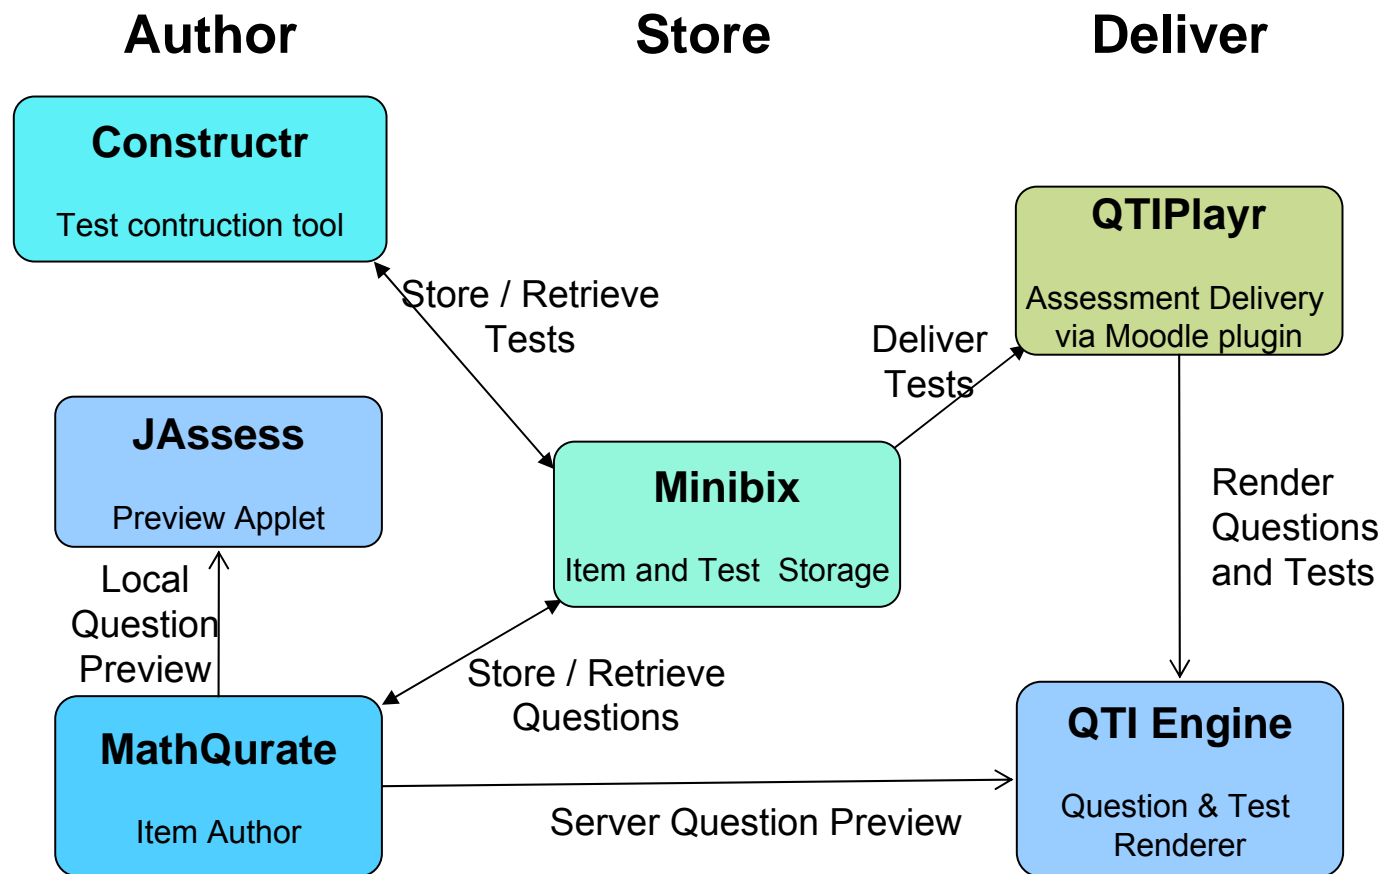 Author
Store
Deliver
Constructr
Test contruction tool
QTIPlayr
Assessment Delivery
via Moodle plugin
Store / Retrieve
Tests
Deliver
Tests
JAssess
Preview Applet
Minibix
Item and Test Storage
Render
Questions
and Tests
Local
Question
Preview
Store / Retrieve
Questions
MathQurate
Item Author
Server Question Preview
QTI Engine
Question & Test
Renderer